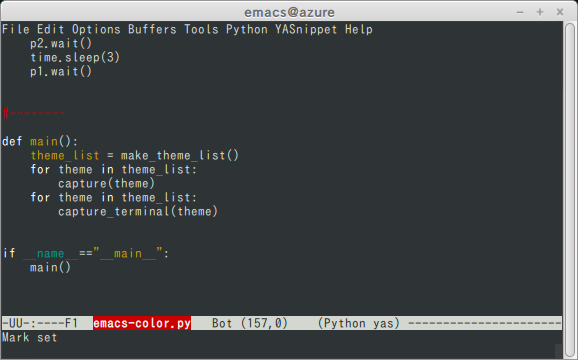 emacs@azure
File Edit Options Buffers Tools Python YASnippet Help
    p2.wait()
    time.sleep(3)
    p1.wait()
#--------
def main():
    theme_list = make_theme_list()
    for theme in theme_list:
        capture(theme)
    for theme in theme_list:
        capture_terminal(theme)
if __name__=="__main__":
    main()
-UU-:----F1  emacs-color.py   Bot (157,0)    (Python yas) ----------------------
Mark set